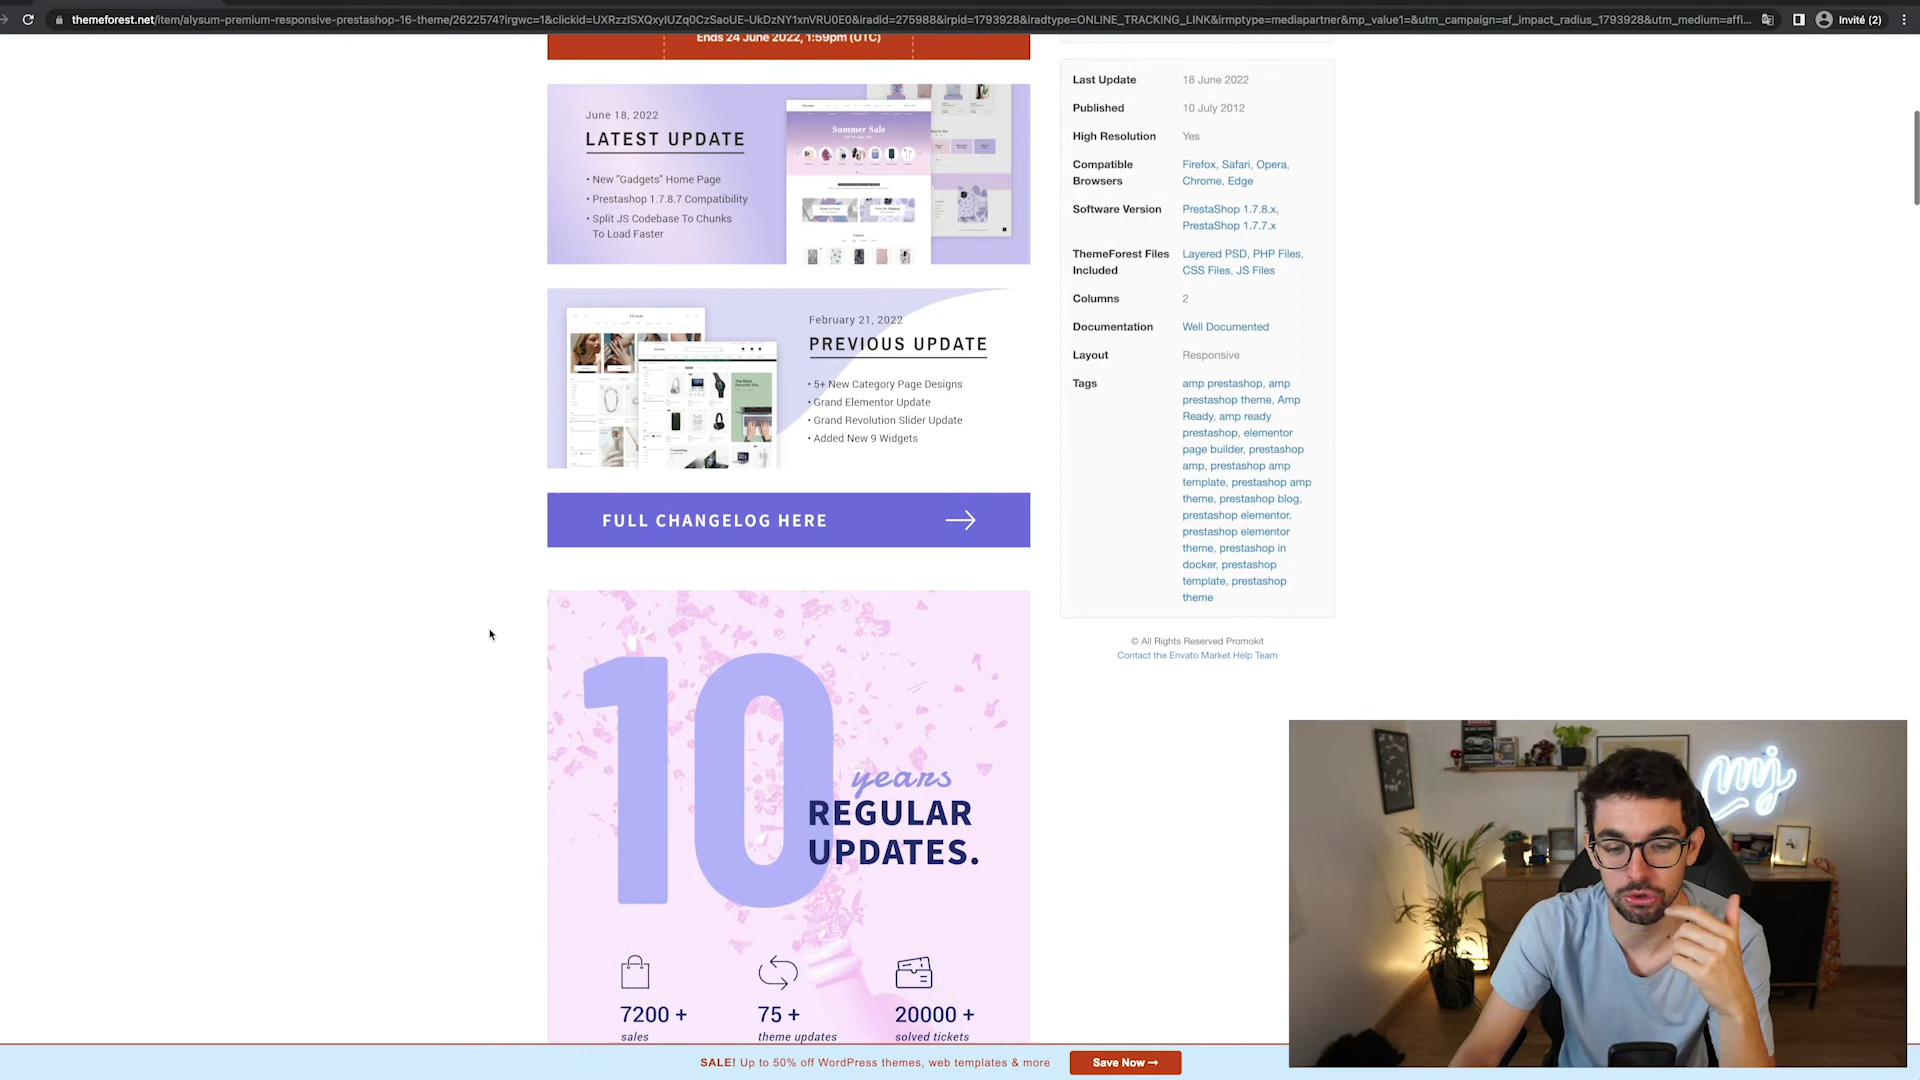 themeforest.net/item/alysum-premium-responsive-prestashop-16-theme/2622574?irgwc=1&clickid=UXRzzISXQxyIUZq0CzSaoUE-UkDzNY1xnVRU0E0&iradid=275988&irpid=1793928&iradtype=ONLINE_TRACKING_LINK&irmptype=mediapartner&mp_value1=&utm_campaign=af_impact_radius_1793928&utm_medium=affi...
Invité (2)
Ends 24 June 2022, 1:59pm (UTC)
June 18, 2022
LATEST UPDATE
• New "Gadgets" Home Page
• Prestashop 1.7.8.7 Compatibility
• Split JS Codebase To Chunks
To Load Faster
Summer Sale
February 21, 2022
PREVIOUS UPDATE
• 5+ New Category Page Designs
• Grand Elementor Update
• Grand Revolution Slider Update
• Added New 9 Widgets
FULL CHANGELOG HERE
10
years
REGULAR
UPDATES.
7200 +
sales
75 +
theme updates
20000 +
solved tickets
Last Update 18 June 2022
Published 10 July 2012
High Resolution Yes
Compatible Browsers Firefox, Safari, Opera,
Chrome, Edge
Software Version PrestaShop 1.7.8.x,
PrestaShop 1.7.7.x
ThemeForest Files Included Layered PSD, PHP Files,
CSS Files, JS Files
Columns 2
Documentation Well Documented
Layout Responsive
Tags amp prestashop, amp
prestashop theme, Amp
Ready, amp ready
prestashop, elementor
page builder, prestashop
amp, prestashop amp
template, prestashop amp
theme, prestashop blog,
prestashop elementor,
prestashop elementor
theme, prestashop in
docker, prestashop
template, prestashop
theme
© All Rights Reserved Promokit
Contact the Envato Market Help Team
mj
SALE! Up to 50% off WordPress themes, web templates & more
Save Now →